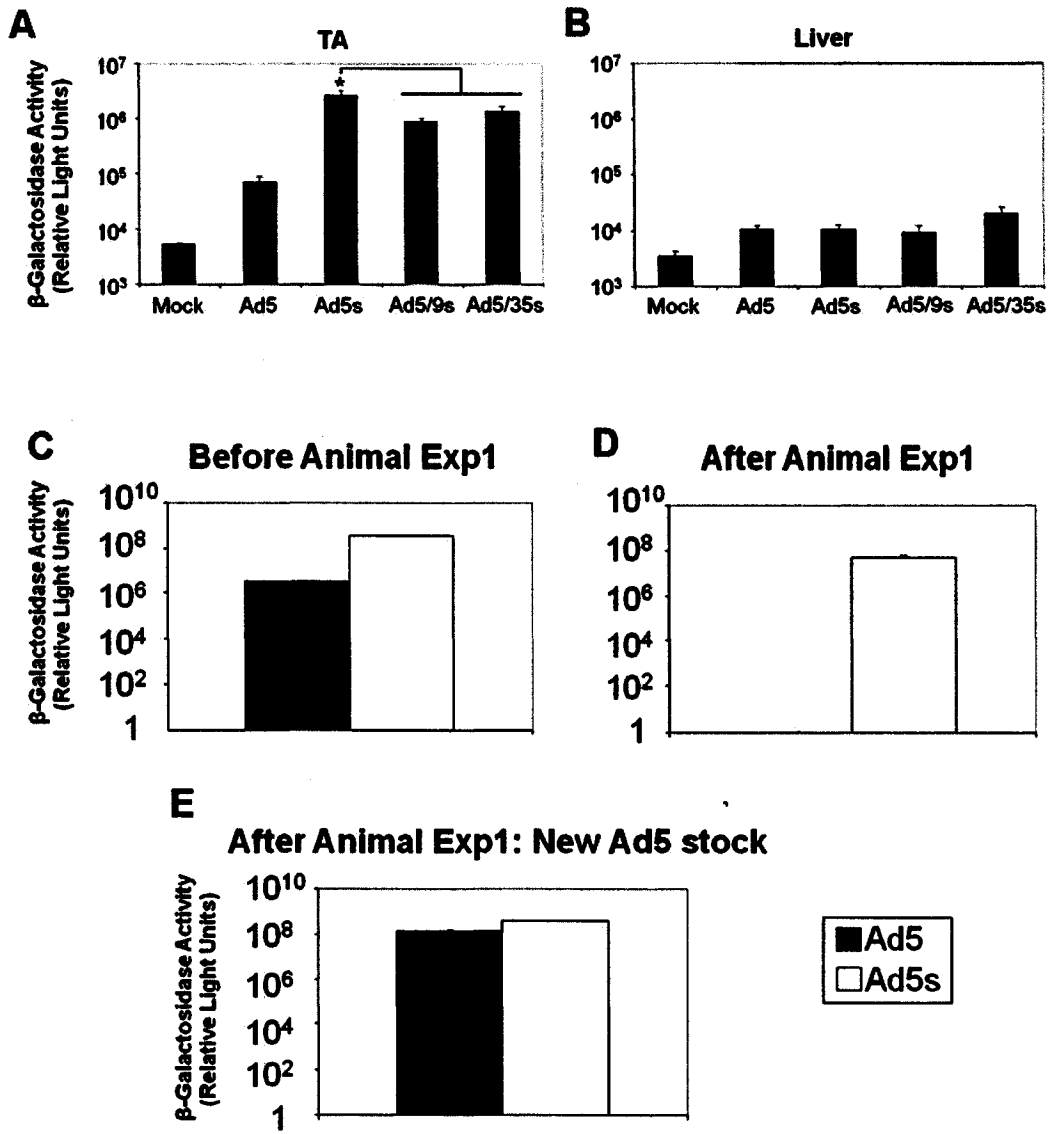 A
TA
β-Galactosidase Activity
(Relative Light Units)
10⁷
10⁶
10⁵
10⁴
10³
*
Mock Ad5 Ad5s Ad5/9s Ad5/35s
B
Liver
10⁷
10⁶
10⁵
10⁴
10³
Mock Ad5 Ad5s Ad5/9s Ad5/35s
C
Before Animal Exp1
β-Galactosidase Activity
(Relative Light Units)
10¹⁰
10⁸
10⁶
10⁴
10²
1
D
After Animal Exp1
10¹⁰
10⁸
10⁶
10⁴
10²
1
E
After Animal Exp1: New Ad5 stock
β-Galactosidase Activity
(Relative Light Units)
10¹⁰
10⁸
10⁶
10⁴
10²
1
Ad5
Ad5s